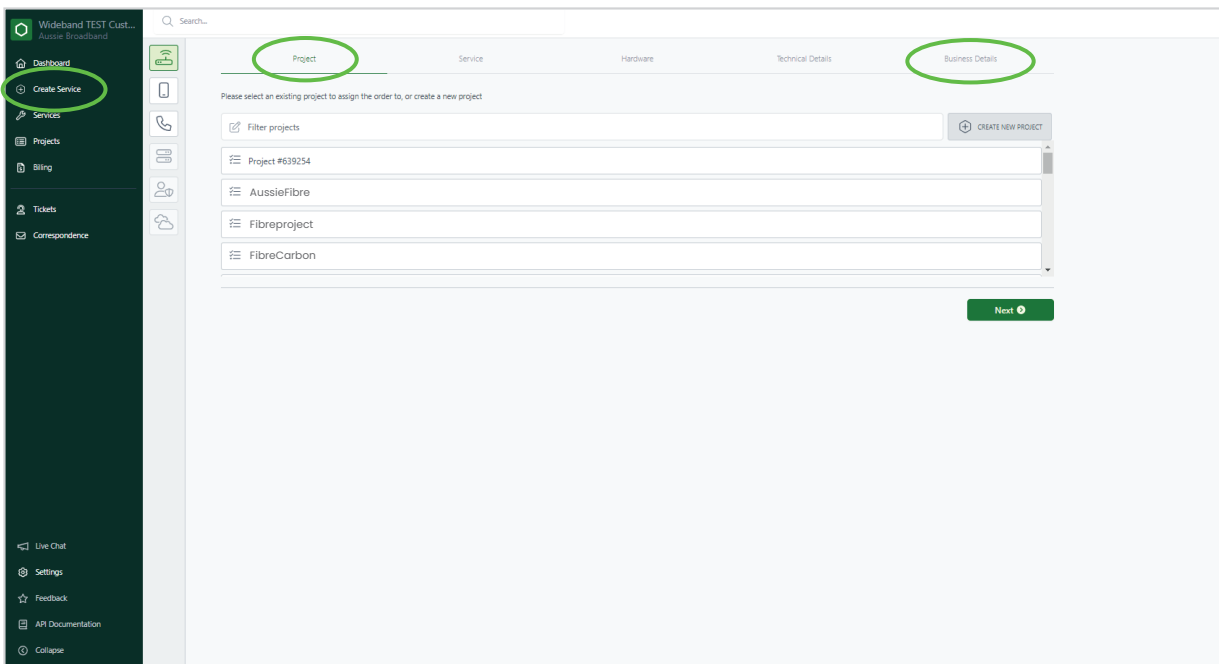 Wideband TEST Cust...
Aussie Broadband
Search...
Dashboard
Create Service
Services
Projects
Billing
Tickets
Correspondence
Live Chat
Settings
Feedback
API Documentation
Collapse
Project
Service
Hardware
Technical Details
Business Details
Please select an existing project to assign the order to, or create a new project
Filter projects
CREATE NEW PROJECT
Project #639254
AussieFibre
Fibreproject
FibreCarbon
Next